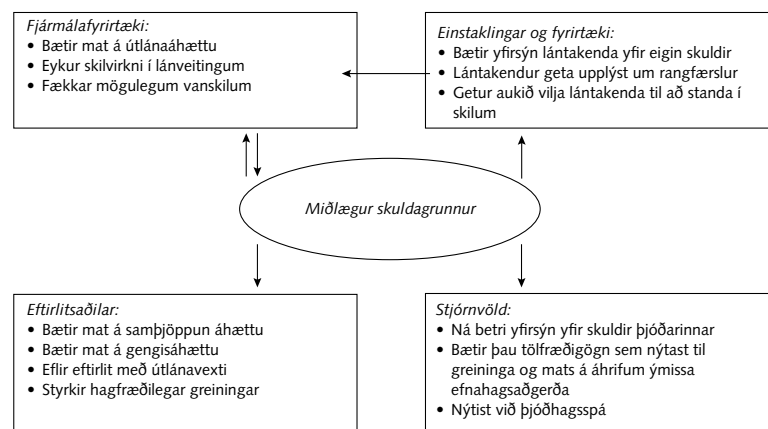 Fjármálafyrirtæki:
• Bætir mat á útlánaáhættu
• Eykur skilvirkni í lánveitingum
• Fækkar mögulegum vanskilum
Einstaklingar og fyrirtæki:
• Bætir yfirsýn lántakenda yfir eigin skuldir
• Lántakendur geta upplýst um rangfærslur
• Getur aukið vilja lántakenda til að standa í
skilum
Miðlægur skuldagrunnur
Eftirlitsaðilar:
• Bætir mat á samþjöppun áhættu
• Bætir mat á gengisáhættu
• Eflir eftirlit með útlánavexti
• Styrkir hagfræðilegar greiningar
Stjórnvöld:
• Ná betri yfirsýn yfir skuldir þjóðarinnar
• Bætir þau tölfræðigögn sem nýtast til
greininga og mats á áhrifum ýmissa
efnahagsaðgerða
• Nýtist við þjóðhagsspá